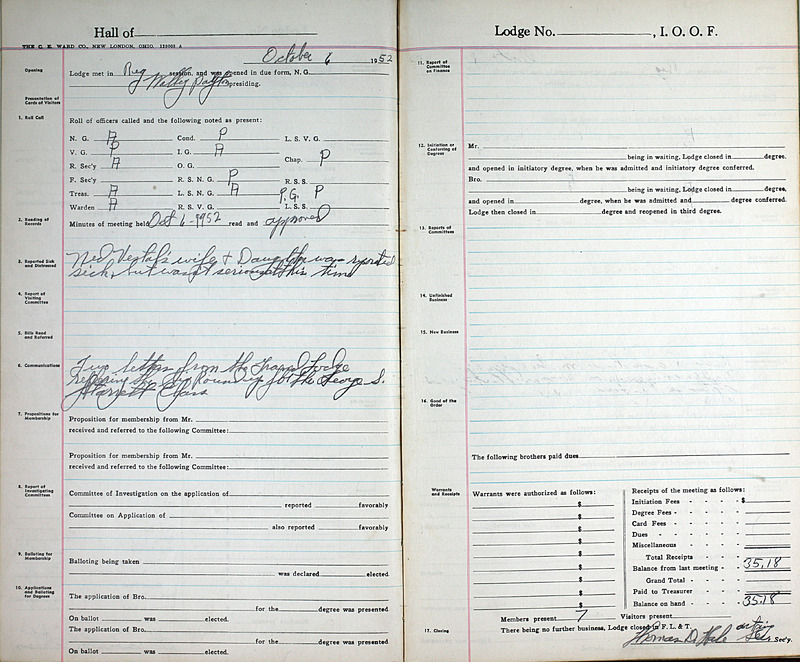 Hall of
THE C. E. WARD CO., NEW LONDON, OHIO.
October 6 1952
Opening
Lodge met in Reg session, and was opened in due form, N. G.
presiding.
Presentation of Cards of Visitors
1. Roll Call
Roll of officers called and the following noted as present:
N. G. A Cond. P L. S. V. G.
V. G. P I. G. A
Chap. P
R. Sec'y A O. G.
F. Sec'y R. S. N. G. P R. S. S.
Treas. A L. S. N. G. A P.G. P
Warden A R. S. V. G. L. S. S.
2. Reading of Records
Minutes of meeting held Oct 6-1952 read and approved
3. Reported Sick and Distressed
Ned wife & Daughter was reported
sick, but wasn't serious at this time
4. Report of Visiting Committee
5. Bills Read and Referred
6. Communications
Two letters from the Grand Lodge
the Round up for the George S.
Class
7. Propositions for Membership
Proposition for membership from Mr.
received and referred to the following Committee:
Proposition for membership from Mr.
received and referred to the following Committee:
8. Report of Investigating Committees
Committee of Investigation on the application of
reported favorably
Committee on Application of
also reported favorably
9. Balloting for Membership
Balloting being taken
was declared elected.
10. Applications and Balloting for Degrees
The application of Bro.
for the degree was presented.
On ballot was elected.
The application of Bro.
for the degree was presented.
On ballot was elected.
Lodge No. , I. O. O. F.
11. Report of Committee on Finance
12. Initiation or Conferring of Degrees
Mr.
being in waiting, Lodge closed in degree,
and opened in initiatory degree, when he was admitted and initiatory degree conferred.
Bro.
being in waiting, Lodge closed in degree,
and opened in degree, when he was admitted and degree conferred.
Lodge then closed in degree and reopened in third degree.
13. Reports of Committees
14. Unfinished Business
15. New Business
16. Good of the Order
The following brothers paid dues
Warrants and Receipts
Warrants were authorized as follows:
$
$
$
$
$
$
$
$
$
Receipts of the meeting as follows:
Initiation Fees - - - - $
Degree Fees - - - - -
Card Fees - - - -
Dues - - - - -
Miscellaneous - - - -
Total Receipts - - - -
Balance from last meeting - - 35.18
Grand Total - - - -
Paid to Treasurer - - -
Balance on hand - - - 35.18
Members present 7 Visitors present
17. Closing
There being no further business, Lodge closed in F. L. & T.
Thomas D. Hale Sec'y.